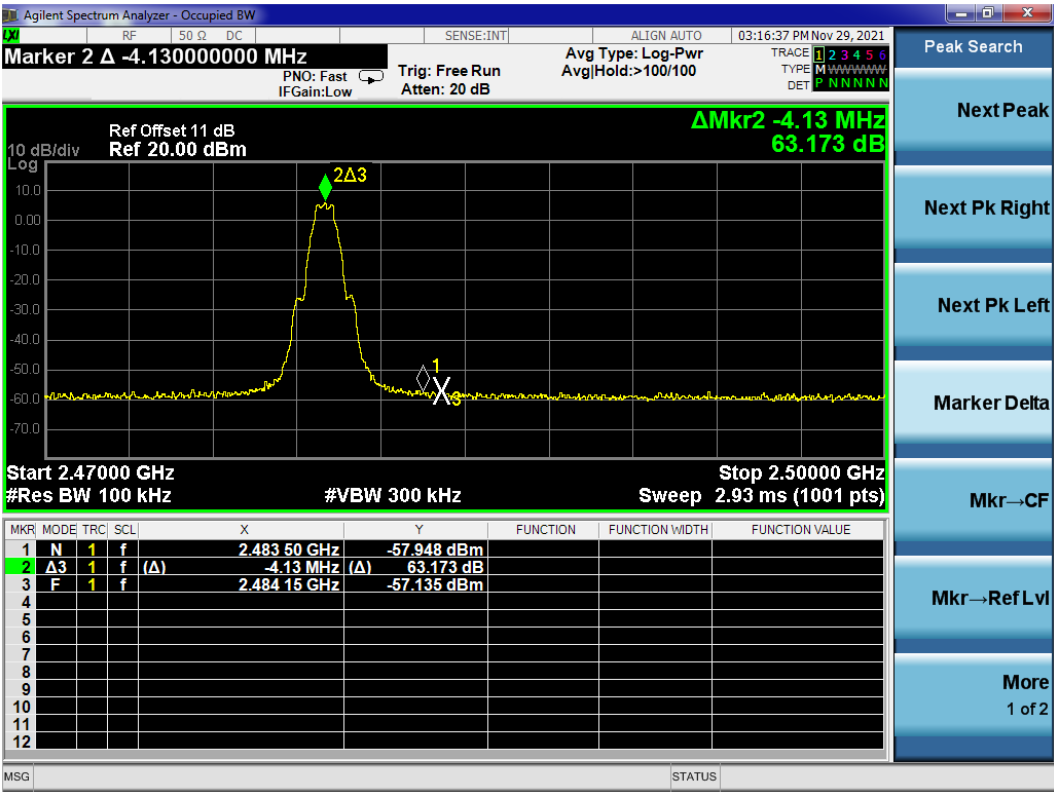 Agilent Spectrum Analyzer - Occupied BW
LXI RF 50 Ω DC SENSE:INT ALIGN AUTO 03:16:37 PM Nov 29, 2021
Marker 2 Δ -4.130000000 MHz
PNO: Fast
IFGain:Low
Trig: Free Run
Atten: 20 dB
Avg Type: Log-Pwr
Avg|Hold:>100/100
TRACE 1 2 3 4 5 6
TYPE M WWWWW
DET P N N N N N
ΔMkr2 -4.13 MHz
63.173 dB
Ref Offset 11 dB
10 dB/div Ref 20.00 dBm
Log
10.0
0.00
-10.0
-20.0
-30.0
-40.0
-50.0
-60.0
-70.0
2Δ3
1
3
Start 2.47000 GHz Stop 2.50000 GHz
#Res BW 100 kHz #VBW 300 kHz Sweep 2.93 ms (1001 pts)
MKR MODE TRC SCL X Y FUNCTION FUNCTION WIDTH FUNCTION VALUE
1 N 1 f 2.483 50 GHz -57.948 dBm
2 Δ3 1 f (Δ) -4.13 MHz (Δ) 63.173 dB
3 F 1 f 2.484 15 GHz -57.135 dBm
4
5
6
7
8
9
10
11
12
MSG STATUS
Peak Search
Next Peak
Next Pk Right
Next Pk Left
Marker Delta
Mkr→CF
Mkr→Ref Lvl
More
1 of 2